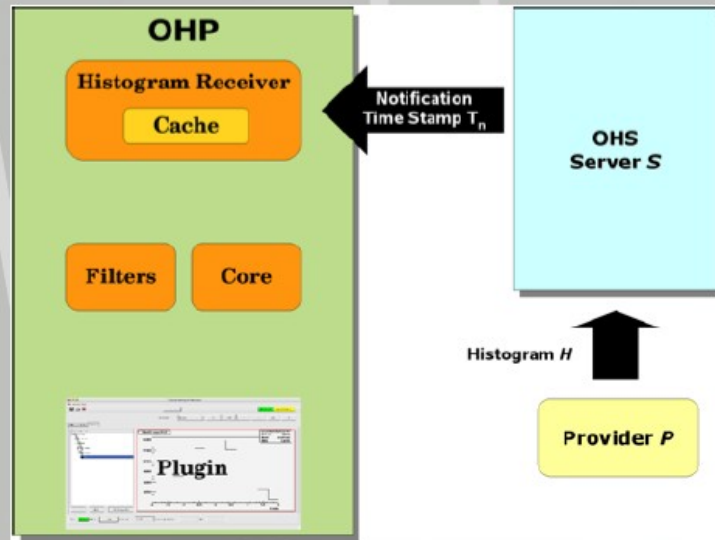 OHP
Histogram Receiver
Cache
Notification
Time Stamp Tn
OHS
Server S
Filters
Core
Histogram H
Provider P
Plugin